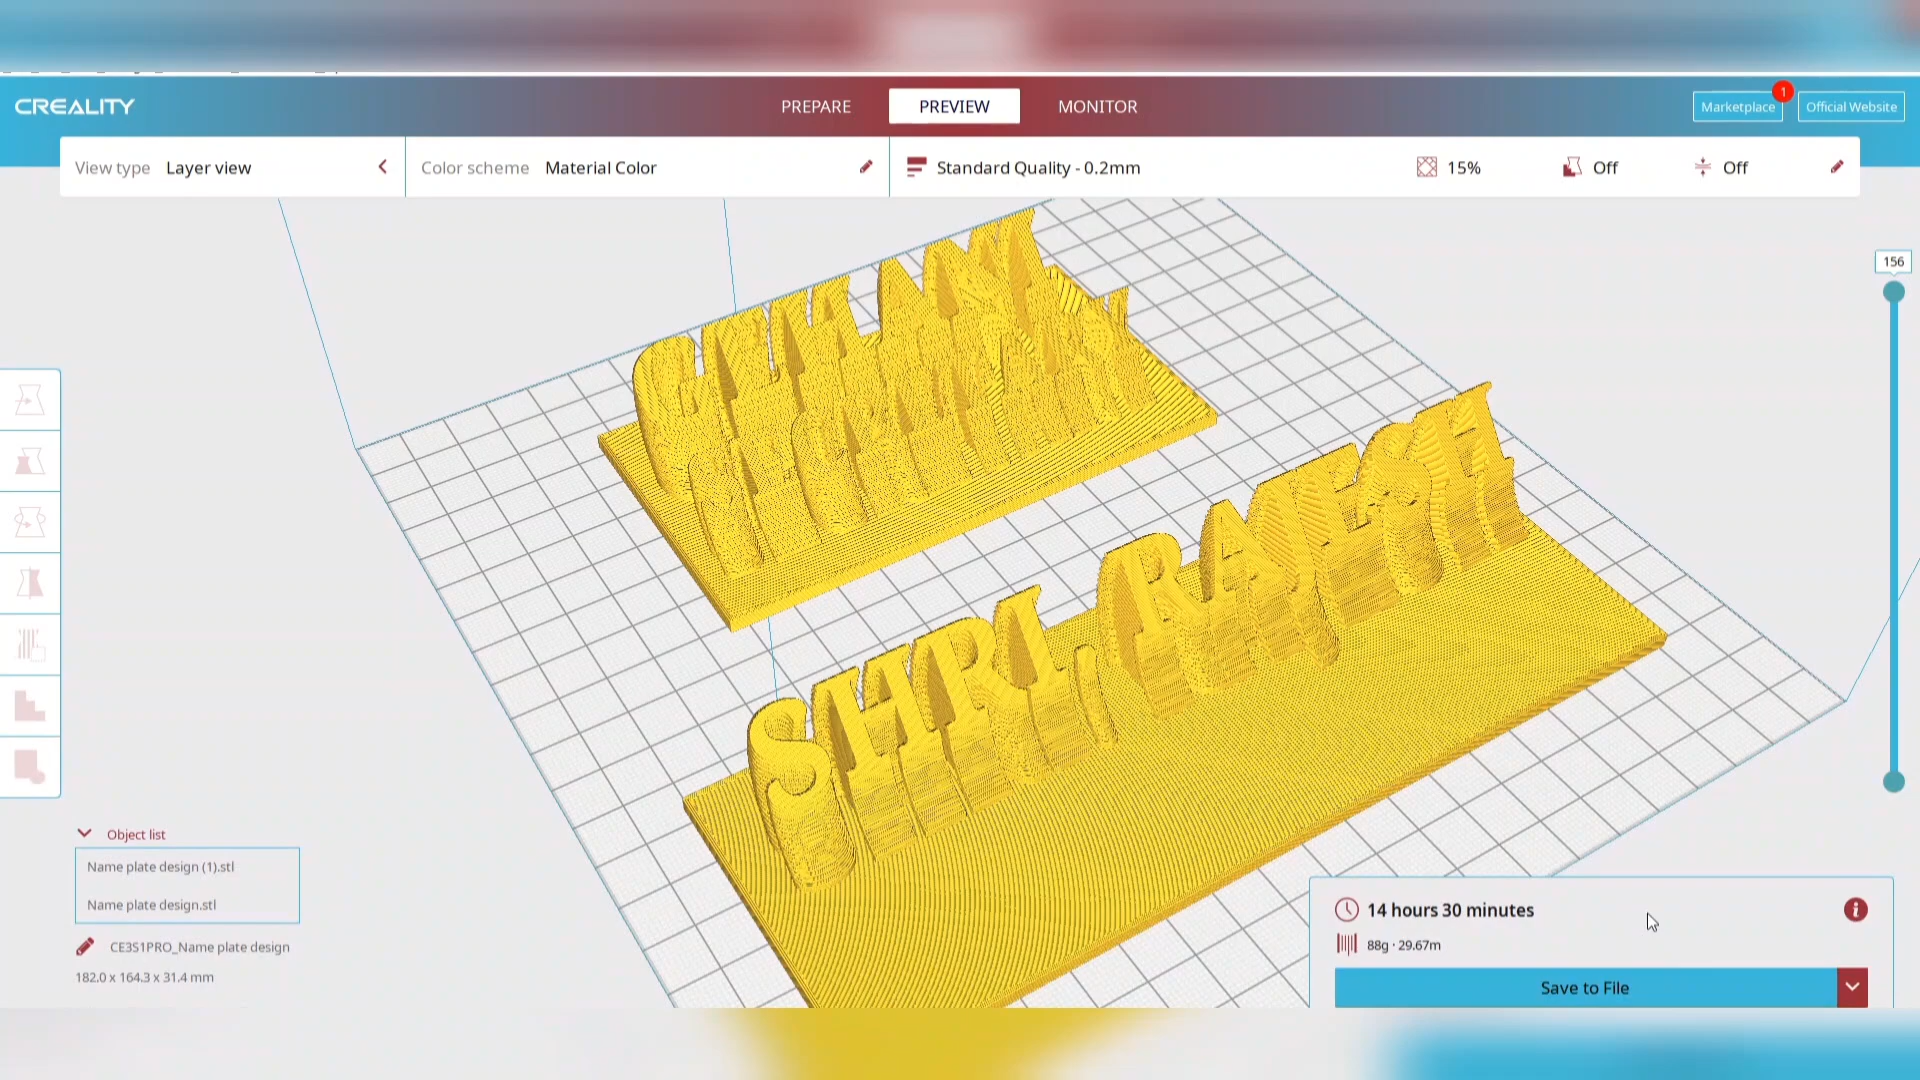 CREALITY
PREPARE
PREVIEW
MONITOR
Marketplace
1
Official Website
View type Layer view
Color scheme Material Color
Standard Quality - 0.2mm
15%
Off
Off
156
SHRI. RAJESH
Object list
Name plate design (1).stl
Name plate design.stl
CE3S1PRO_Name plate design
182.0 x 164.3 x 31.4 mm
14 hours 30 minutes
88g · 29.67m
Save to File